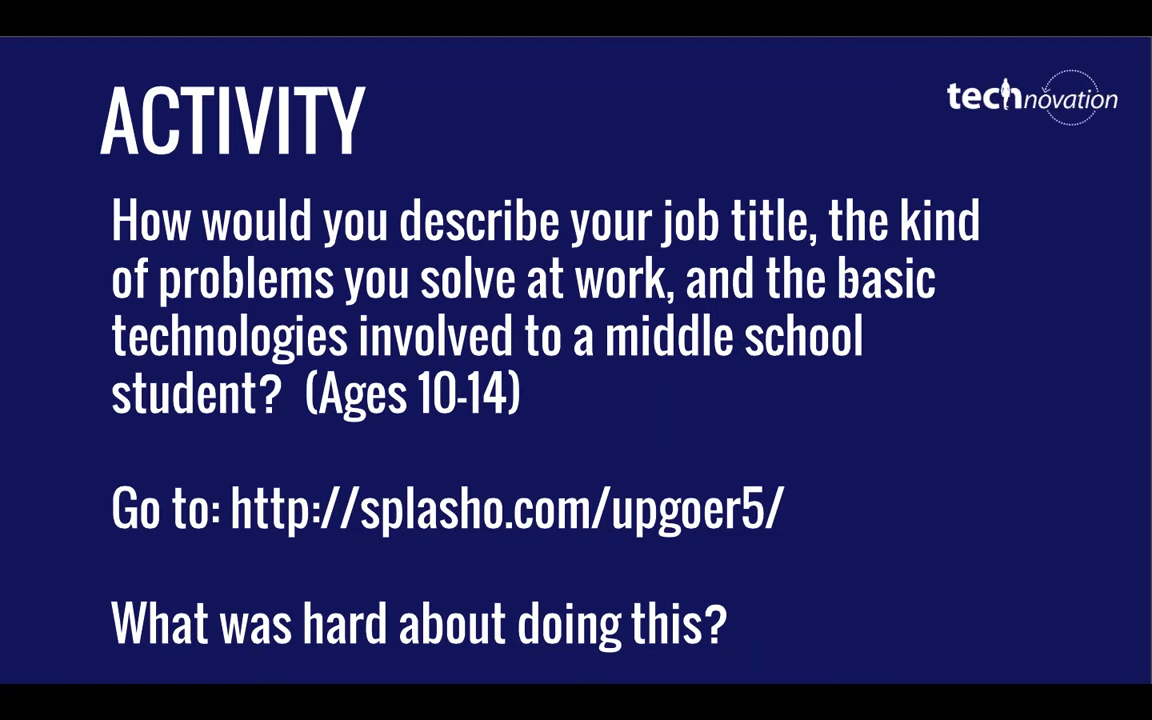 ACTIVITY
technovation
How would you describe your job title, the kind
of problems you solve at work, and the basic
technologies involved to a middle school
student? (Ages 10-14)
Go to: http://splasho.com/upgoer5/
What was hard about doing this?